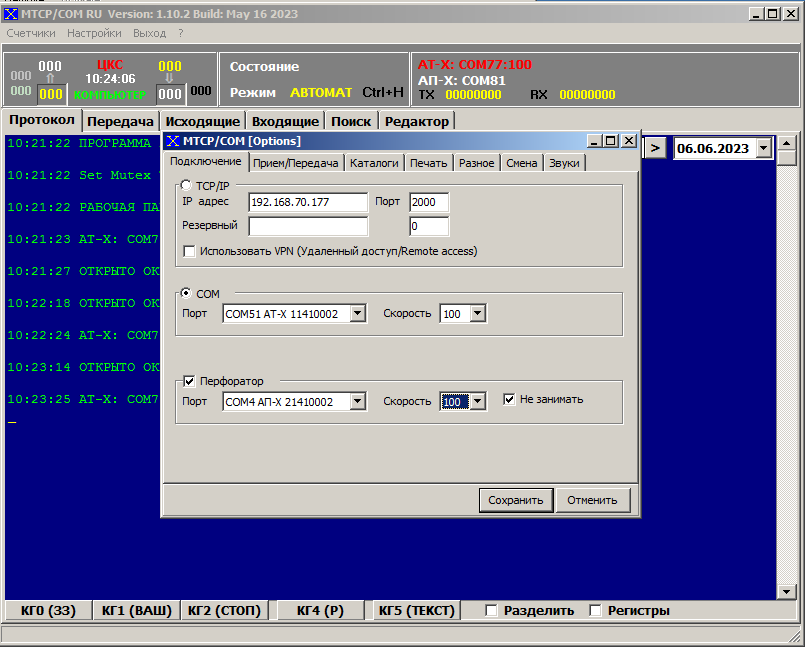 MTCP/COM RU Version: 1.10.2 Build: May 16 2023
Счетчики Настройки Выход ?
000 ЦКС 000
000 ⇑ 10:24:06 ⇓
000 000 КОМПЬЮТЕР 000 000
Состояние
Режим АВТОМАТ Ctrl+H
АТ-Х: COM77:100
АП-Х: COM81
TX 00000000 RX 00000000
Протокол Передача Исходящие Входящие Поиск Редактор
> 06.06.2023
10:21:22 ПРОГРАММА
10:21:22 Set Mutex
10:21:22 РАБОЧАЯ ПА
10:21:23 АТ-Х: COM7
10:21:27 ОТКРЫТО ОК
10:22:18 ОТКРЫТО ОК
10:22:24 АТ-Х: COM7
10:23:14 ОТКРЫТО ОК
10:23:25 АТ-Х: COM7
_
MTCP/COM [Options]
Подключение Прием/Передача Каталоги Печать Разное Смена Звуки
TCP/IP
IP адрес 192.168.70.177 Порт 2000
Резервный 0
Использовать VPN (Удаленный доступ/Remote access)
COM
Порт COM51 АТ-Х 11410002 Скорость 100
Перфоратор
Порт COM4 АП-Х 21410002 Скорость 100 Не занимать
Сохранить Отменить
КГ0 (ЗЗ) КГ1 (ВАШ) КГ2 (СТОП) КГ4 (Р) КГ5 (ТЕКСТ) Разделить Регистры